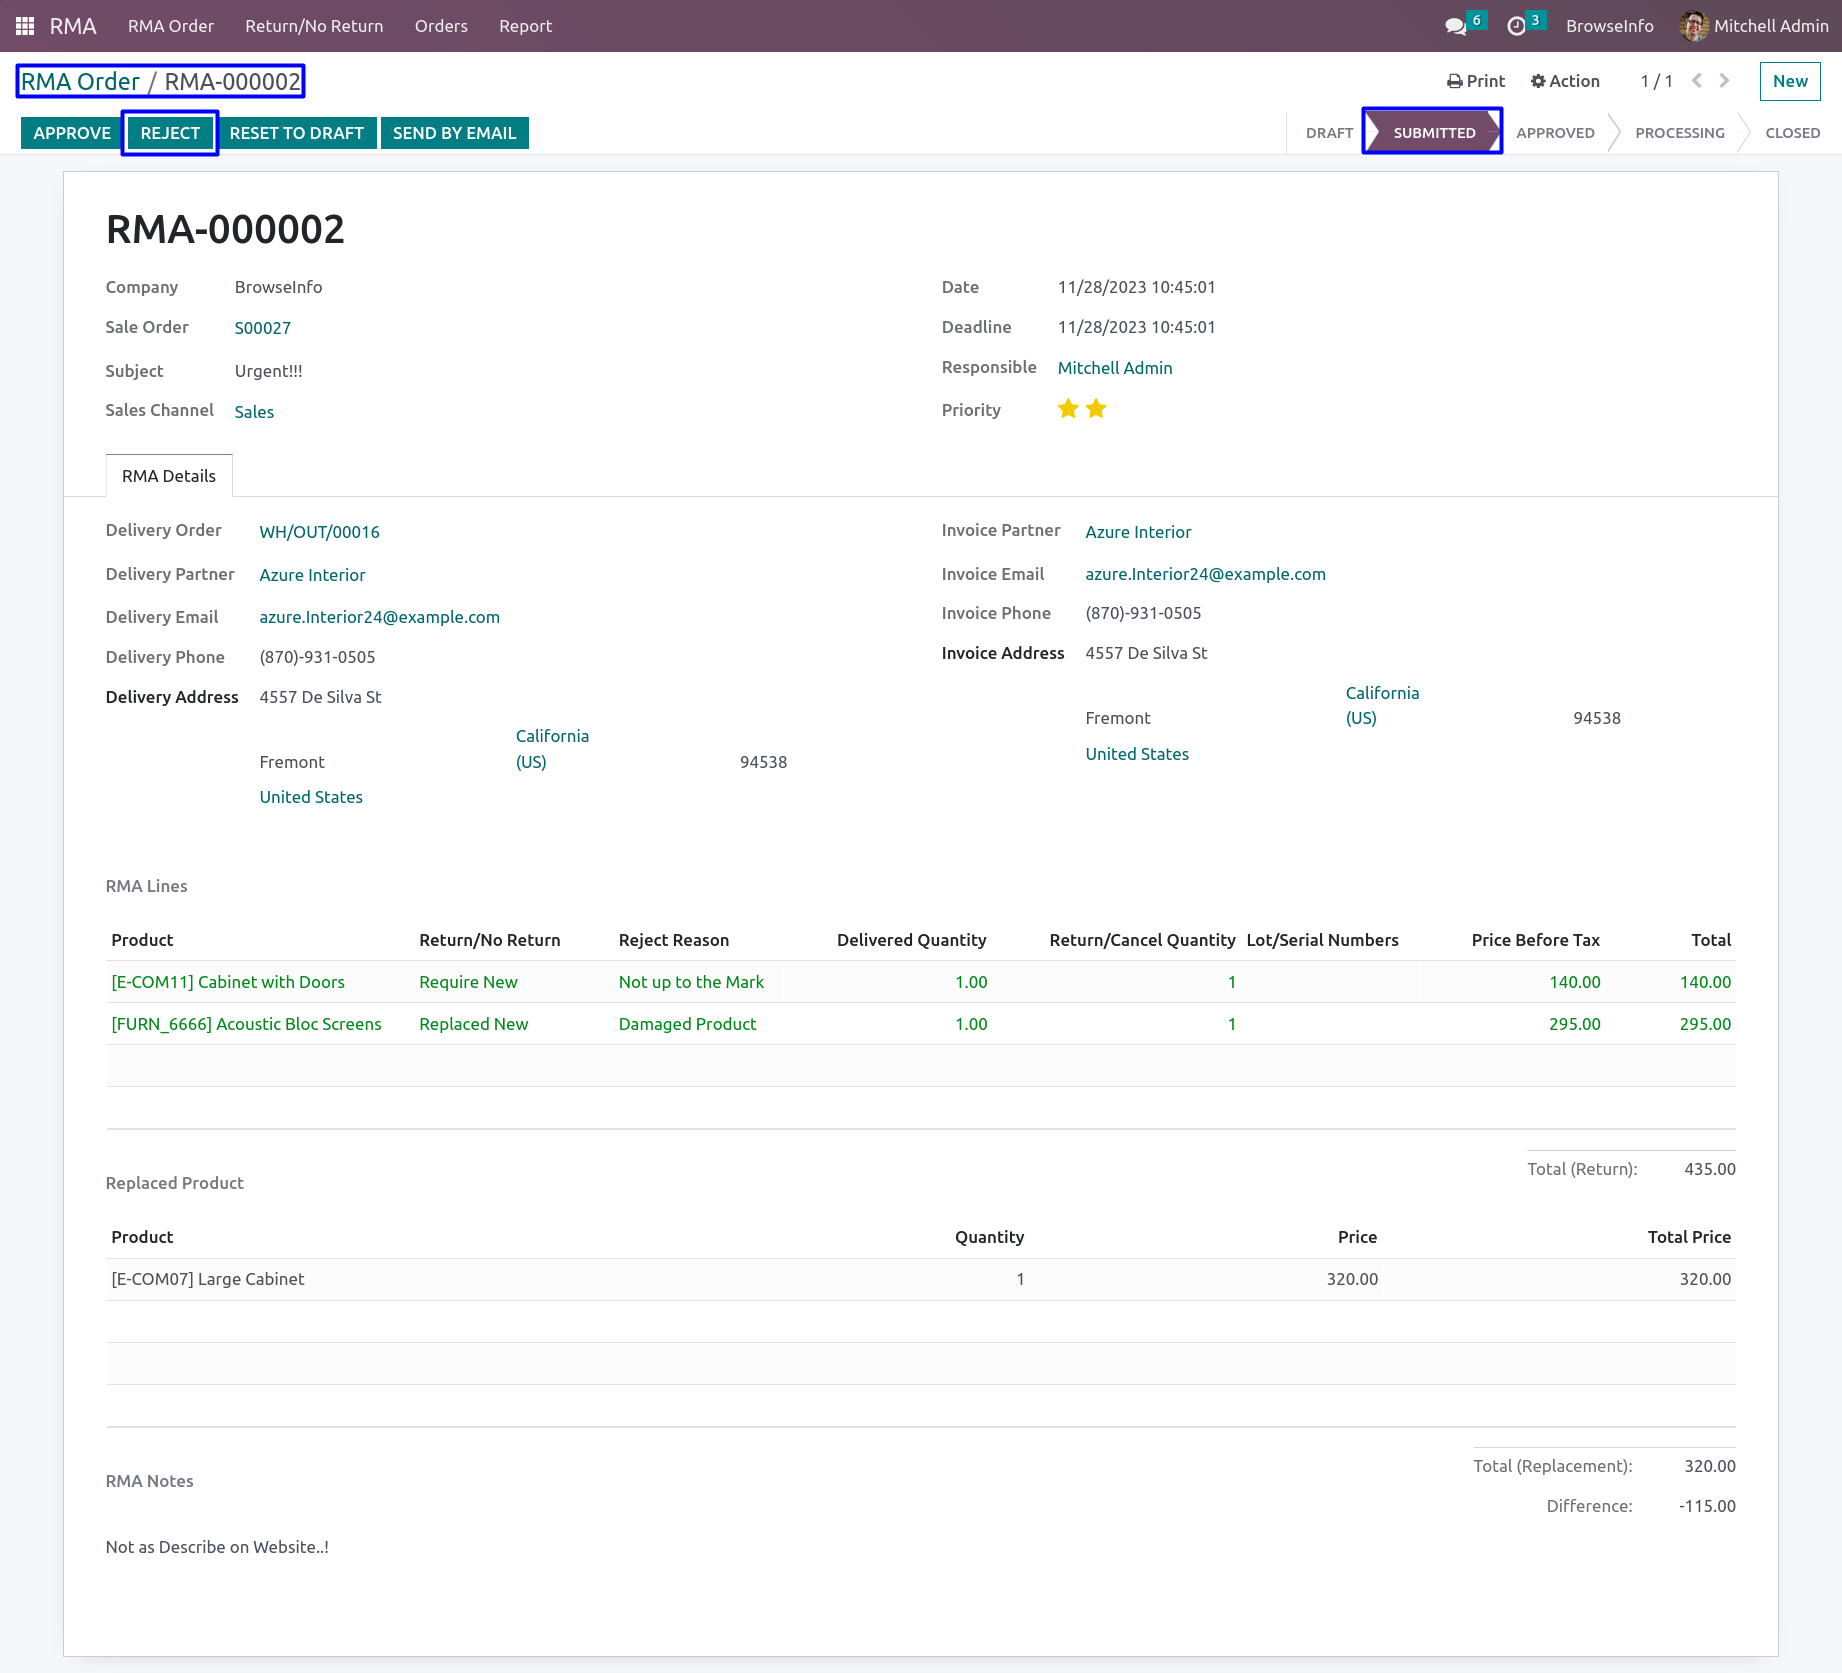 RMA RMA Order Return/No Return Orders Report 6 3 BrowseInfo Mitchell Admin
RMA Order / RMA-000002 Print Action 1 / 1 New
APPROVE REJECT RESET TO DRAFT SEND BY EMAIL DRAFT SUBMITTED APPROVED PROCESSING CLOSED
RMA-000002
Company BrowseInfo Date 11/28/2023 10:45:01
Sale Order S00027 Deadline 11/28/2023 10:45:01
Subject Urgent!!! Responsible Mitchell Admin
Sales Channel Sales Priority
RMA Details
Delivery Order WH/OUT/00016 Invoice Partner Azure Interior
Delivery Partner Azure Interior Invoice Email azure.Interior24@example.com
Delivery Email azure.Interior24@example.com Invoice Phone (870)-931-0505
Delivery Phone (870)-931-0505 Invoice Address 4557 De Silva St
Delivery Address 4557 De Silva St California
Fremont (US) 94538
California United States
Fremont (US) 94538
United States
RMA Lines
Product Return/No Return Reject Reason Delivered Quantity Return/Cancel Quantity Lot/Serial Numbers Price Before Tax Total
[E-COM11] Cabinet with Doors Require New Not up to the Mark 1.00 1 140.00 140.00
[FURN_6666] Acoustic Bloc Screens Replaced New Damaged Product 1.00 1 295.00 295.00
Total (Return): 435.00
Replaced Product
Product Quantity Price Total Price
[E-COM07] Large Cabinet 1 320.00 320.00
Total (Replacement): 320.00
RMA Notes
Difference: -115.00
Not as Describe on Website..!